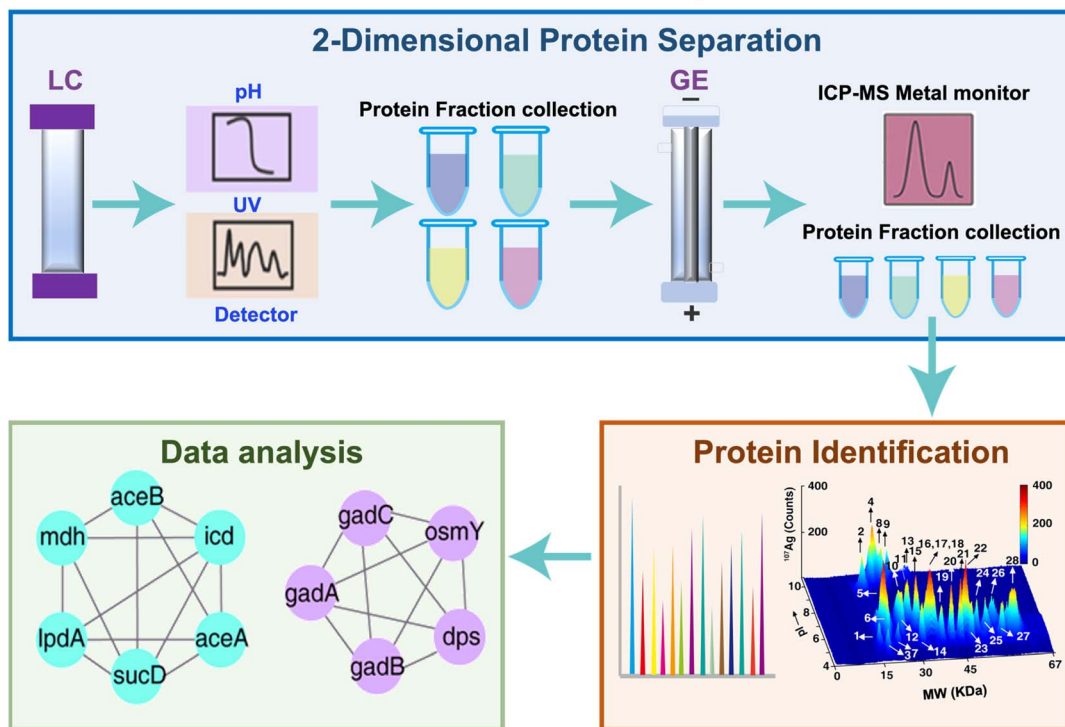 2-Dimensional Protein Separation
LC
pH
UV
Detector
Protein Fraction collection
GE
−
+
ICP-MS Metal monitor
Protein Fraction collection
Data analysis
aceB
mdh
icd
lpdA
aceA
sucD
gadC
osmY
gadA
dps
gadB
Protein Identification
400
200
¹⁰⁷Ag (Counts)
400
200
0
4
2
8 9
13
16,17,18
22
10
11
15
20
21
19
24
26
28
5
6
1
12
37
14
23
25
27
10
8
6
4
pI
0
15
30
45
67
MW (KDa)